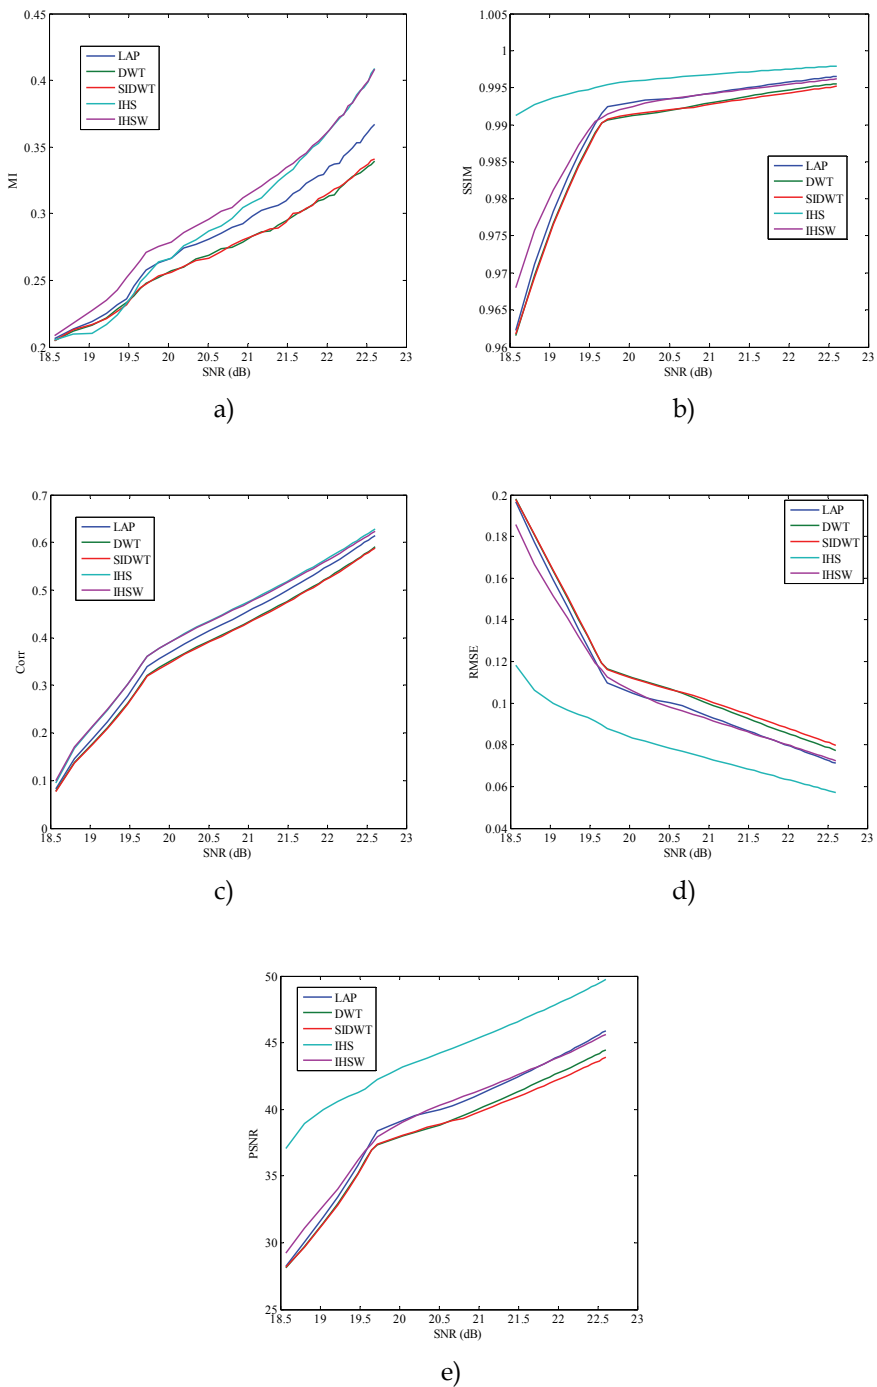 0.45
0.4
0.35
0.3
0.25
0.2
MI
LAP
DWT
SIDWT
IHS
IHSW
18.5 19 19.5 20 20.5 21 21.5 22 22.5 23
SNR (dB)
a)
1.005
1
0.995
0.99
0.985
0.98
0.975
0.97
0.965
0.96
SSIM
LAP
DWT
SIDWT
IHS
IHSW
18.5 19 19.5 20 20.5 21 21.5 22 22.5 23
SNR (dB)
b)
0.7
0.6
0.5
0.4
0.3
0.2
0.1
0
Corr
LAP
DWT
SIDWT
IHS
IHSW
18.5 19 19.5 20 20.5 21 21.5 22 22.5 23
SNR (dB)
c)
0.2
0.18
0.16
0.14
0.12
0.1
0.08
0.06
0.04
RMSE
LAP
DWT
SIDWT
IHS
IHSW
18.5 19 19.5 20 20.5 21 21.5 22 22.5 23
SNR (dB)
d)
50
45
40
35
30
25
PSNR
LAP
DWT
SIDWT
IHS
IHSW
18.5 19 19.5 20 20.5 21 21.5 22 22.5 23
SNR (dB)
e)